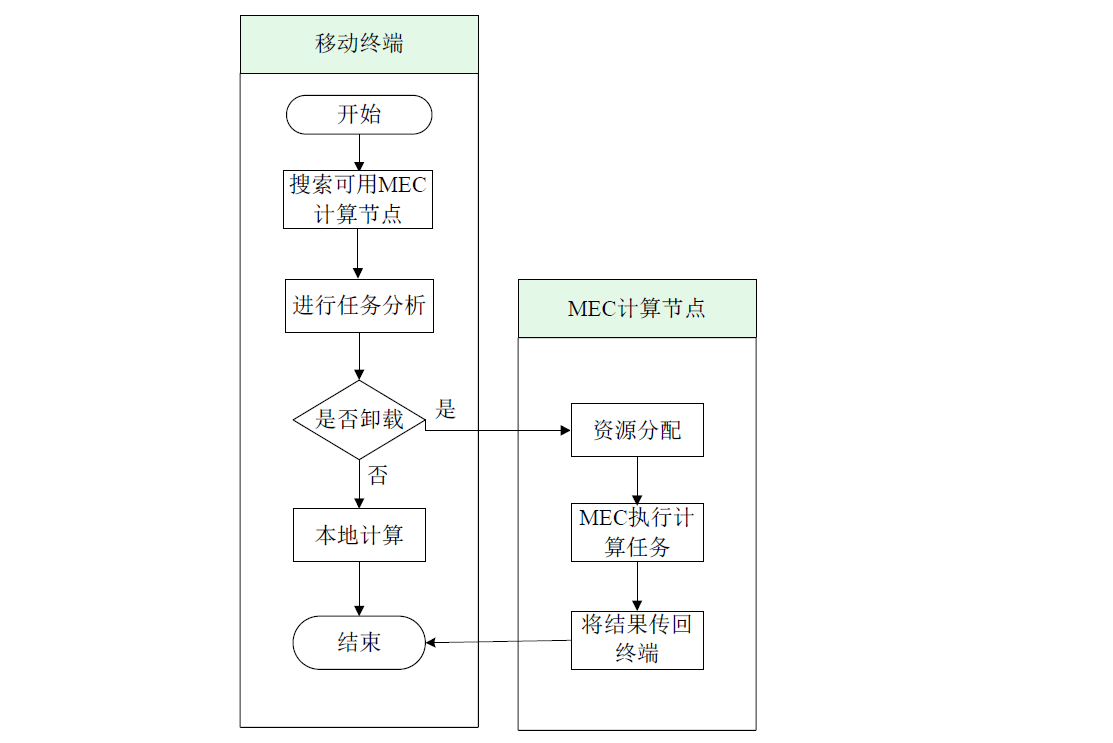 移动终端
开始
搜索可用MEC
计算节点
进行任务分析
是否卸载
是
否
本地计算
结束
MEC计算节点
资源分配
MEC执行计
算任务
将结果传回
终端